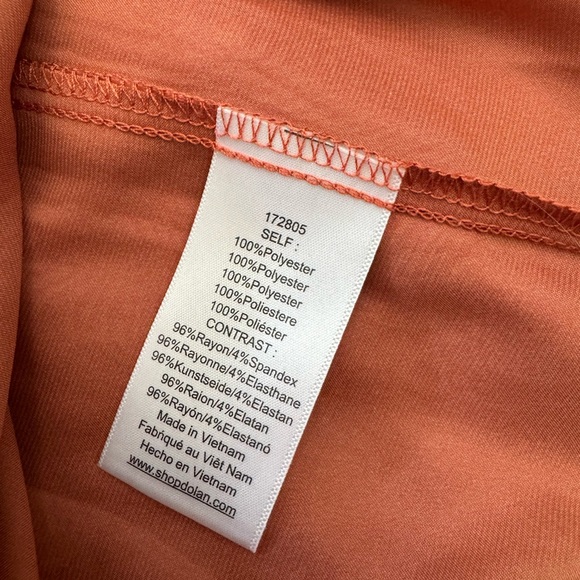 172805
SELF :
100%Polyester
100%Polyester
100%Polyester
100%Poliestere
100%Poliéster
CONTRAST :
96%Rayon/4%Spandex
96%Rayonne/4%Elasthane
96%Kunstseide/4%Elastan
96%Raion/4%Elatan
96%Rayón/4%Elastanó
Made in Vietnam
Fabriqué au Viêt Nam
Hecho en Vietnam
www.shopdolan.com